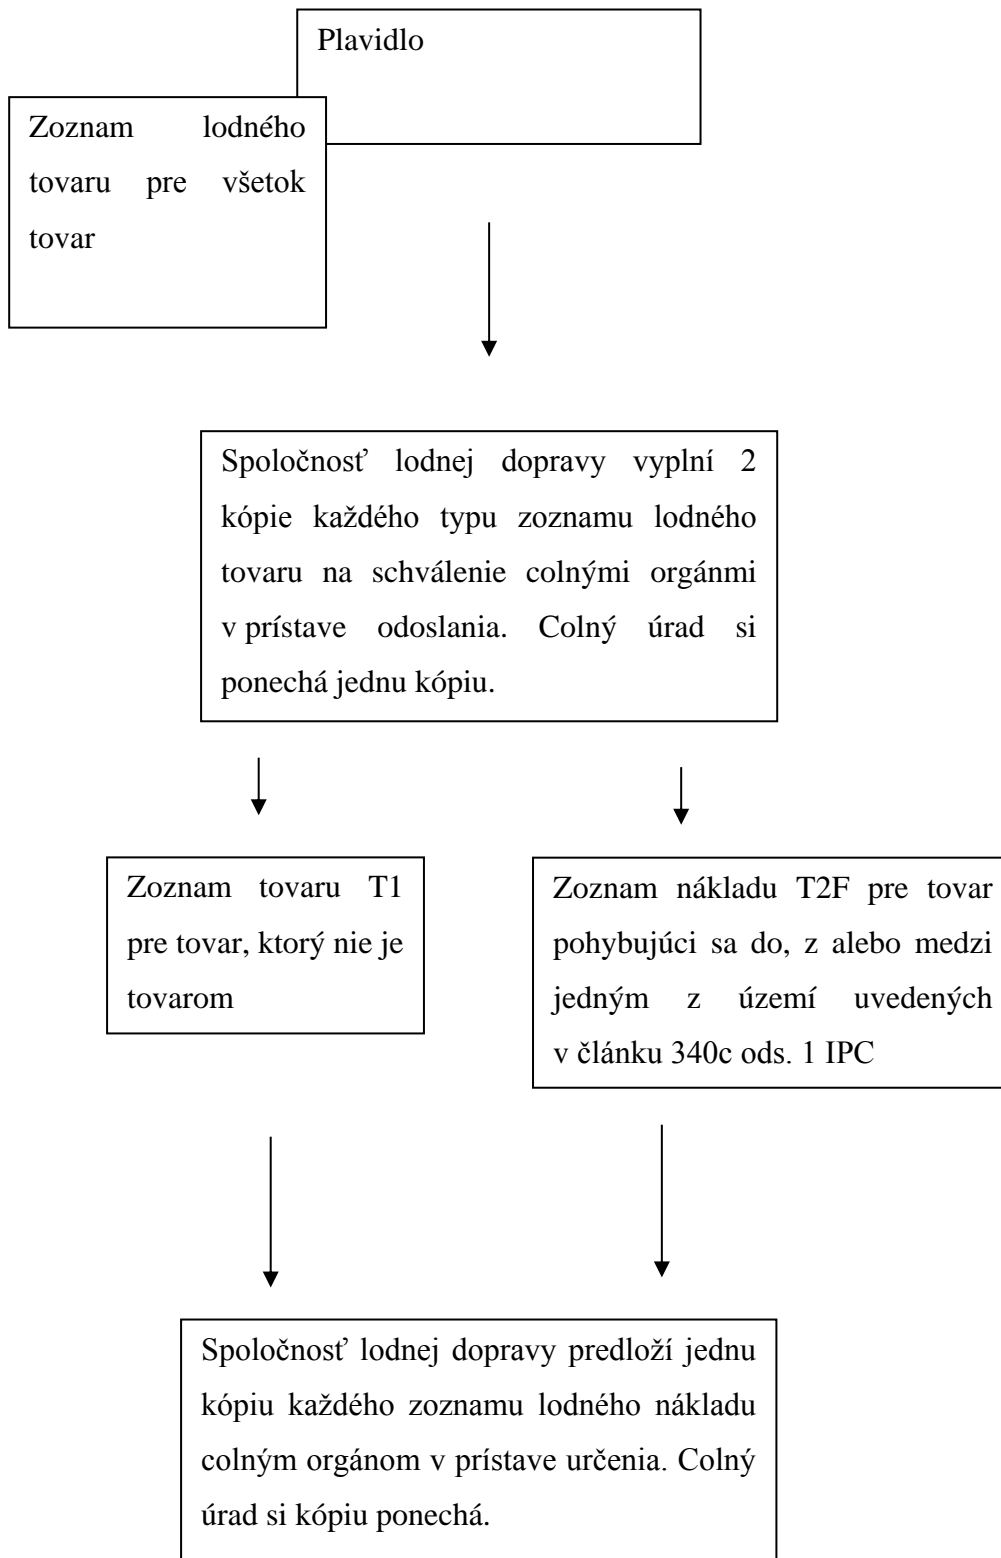 Plavidlo
Zoznam lodného
tovaru pre všetok
tovar
Spoločnosť lodnej dopravy vyplní 2
kópie každého typu zoznamu lodného
tovaru na schválenie colnými orgánmi
v prístave odoslania. Colný úrad si
ponechá jednu kópiu.
Zoznam tovaru T1
pre tovar, ktorý nie je
tovarom
Zoznam nákladu T2F pre tovar
pohybujúci sa do, z alebo medzi
jedným z území uvedených
v článku 340c ods. 1 IPC
Spoločnosť lodnej dopravy predloží jednu
kópiu každého zoznamu lodného nákladu
colným orgánom v prístave určenia. Colný
úrad si kópiu ponechá.